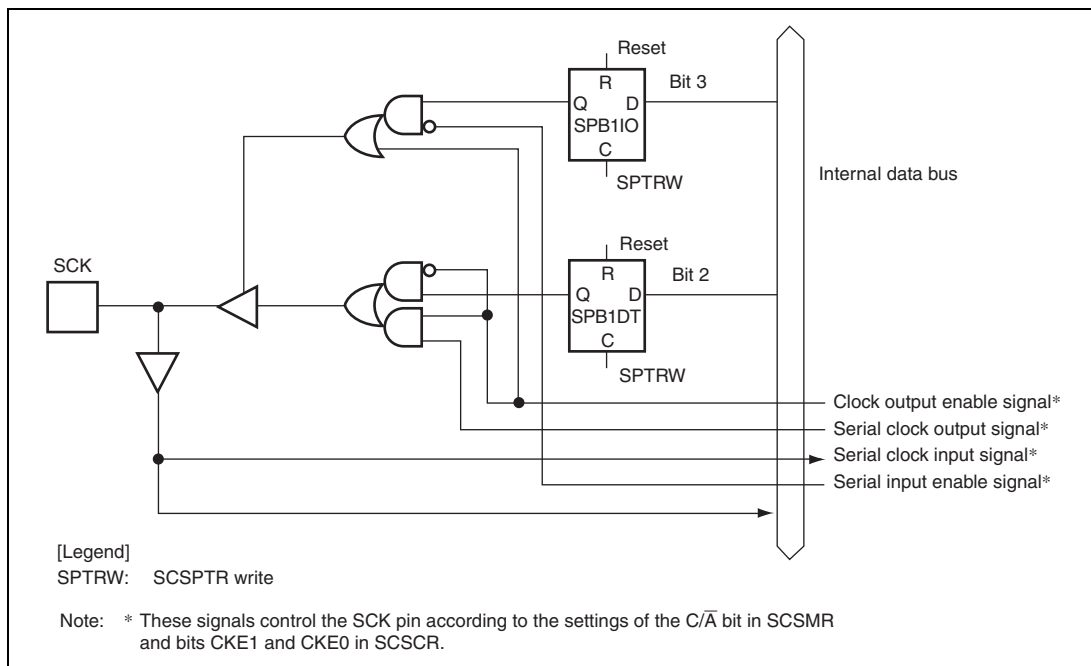 Reset
R
Bit 3
Q D
SPB1IO
C
SPTRW
Internal data bus
Reset
SCK
R
Bit 2
Q D
SPB1DT
C
SPTRW
Clock output enable signal*
Serial clock output signal*
Serial clock input signal*
Serial input enable signal*
[Legend]
SPTRW: SCSPTR write
Note: * These signals control the SCK pin according to the settings of the C/A̅ bit in SCSMR
and bits CKE1 and CKE0 in SCSCR.